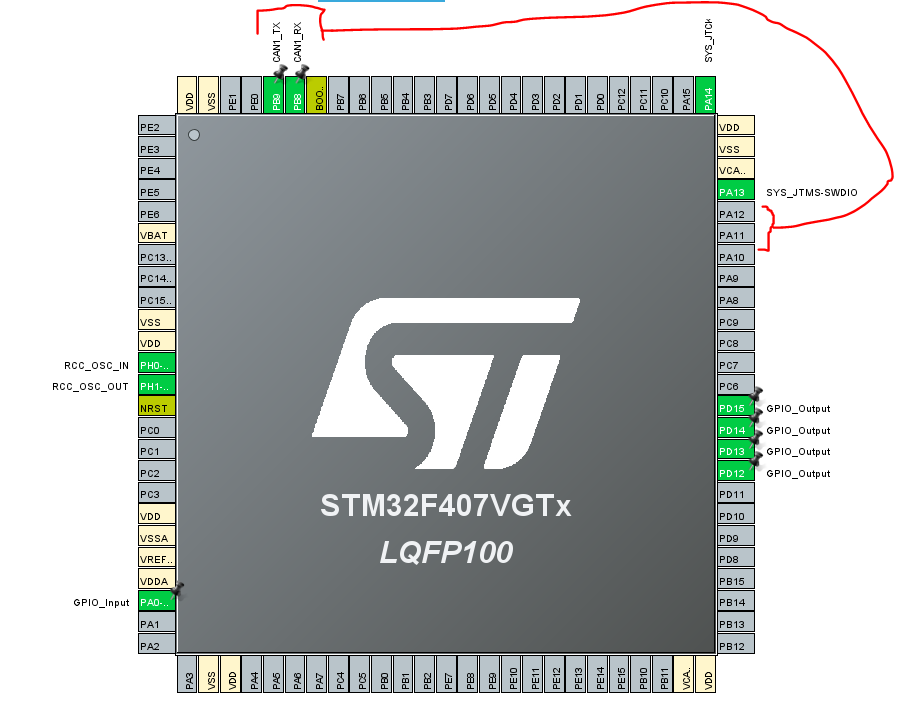 CAN1_TX
CAN1_RX
SYS_JTCK
VDD
VSS
PE1
PE0
PB9
PB8
BOO..
PB7
PB6
PB5
PB4
PB3
PD7
PD6
PD5
PD4
PD3
PD2
PD1
PD0
PC12
PC11
PC10
PA15
PA14
PE2
PE3
PE4
PE5
PE6
VBAT
PC13..
PC14..
PC15..
VSS
VDD
RCC_OSC_IN PH0-..
RCC_OSC_OUT PH1-..
NRST
PC0
PC1
PC2
PC3
VDD
VSSA
VREF..
VDDA
GPIO_Input PA0-..
PA1
PA2
STM32F407VGTx
LQFP100
VDD
VSS
VCA..
PA13 SYS_JTMS-SWDIO
PA12
PA11
PA10
PA9
PA8
PC9
PC8
PC7
PC6
PD15 GPIO_Output
PD14 GPIO_Output
PD13 GPIO_Output
PD12 GPIO_Output
PD11
PD10
PD9
PD8
PB15
PB14
PB13
PB12
PA3
VSS
VDD
PA4
PA5
PA6
PA7
PC4
PC5
PB0
PB1
PB2
PE7
PE8
PE9
PE10
PE11
PE12
PE13
PE14
PE15
PB10
PB11
VCA..
VDD